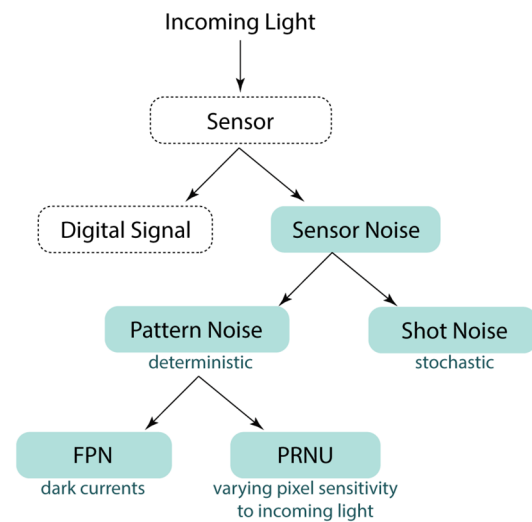 Incoming Light
Sensor
Digital Signal
Sensor Noise
Pattern Noise
deterministic
Shot Noise
stochastic
FPN
dark currents
PRNU
varying pixel sensitivity
to incoming light